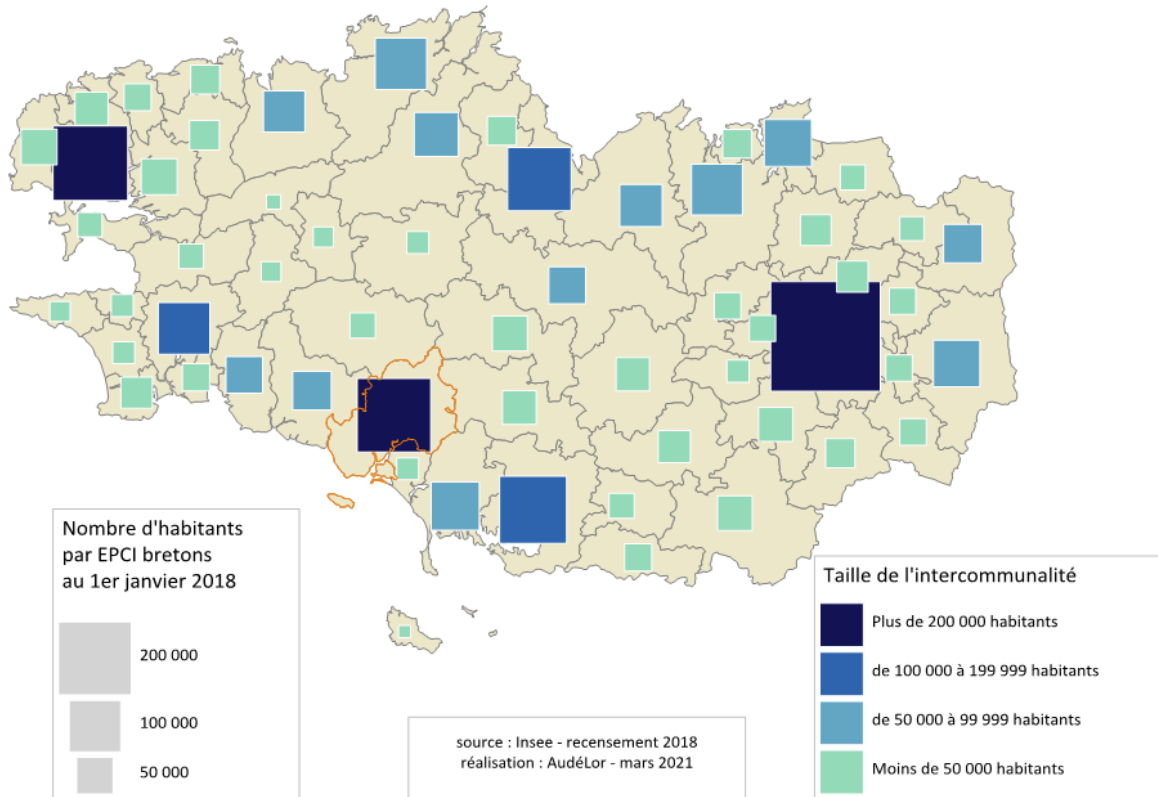 Nombre d'habitants
par EPCI bretons
au 1er janvier 2018
200 000
100 000
50 000
source : Insee - recensement 2018
réalisation : AudéLor - mars 2021
Taille de l'intercommunalité
Plus de 200 000 habitants
de 100 000 à 199 999 habitants
de 50 000 à 99 999 habitants
Moins de 50 000 habitants